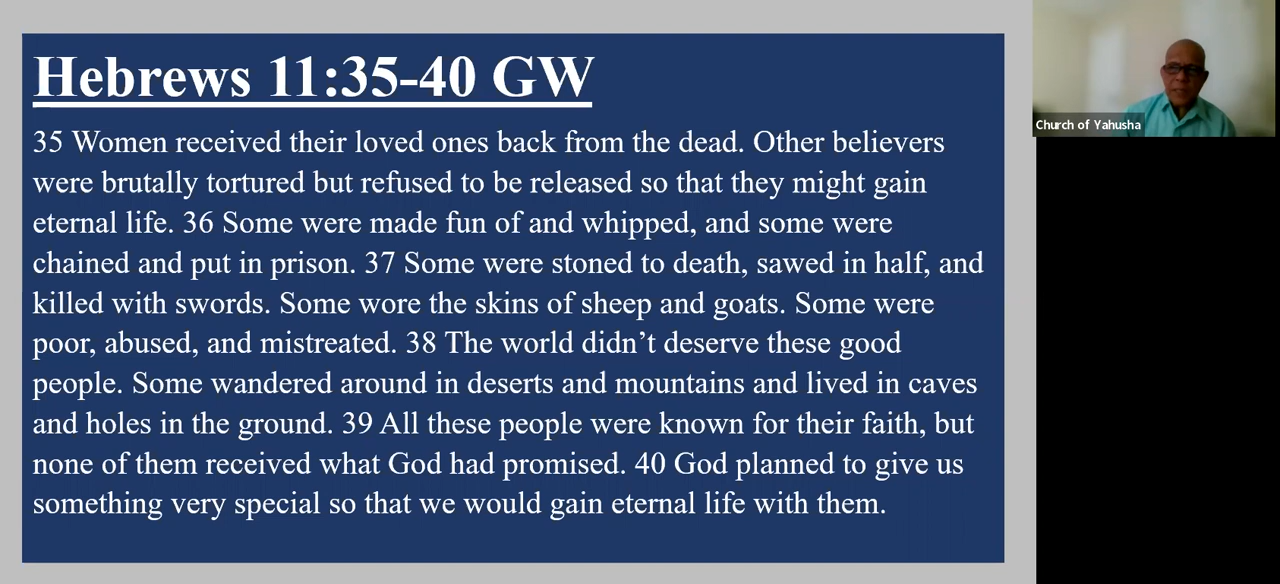 Hebrews 11:35-40 GW
35 Women received their loved ones back from the dead. Other believers
were brutally tortured but refused to be released so that they might gain
eternal life. 36 Some were made fun of and whipped, and some were
chained and put in prison. 37 Some were stoned to death, sawed in half, and
killed with swords. Some wore the skins of sheep and goats. Some were
poor, abused, and mistreated. 38 The world didn’t deserve these good
people. Some wandered around in deserts and mountains and lived in caves
and holes in the ground. 39 All these people were known for their faith, but
none of them received what God had promised. 40 God planned to give us
something very special so that we would gain eternal life with them.
Church of Yahusha